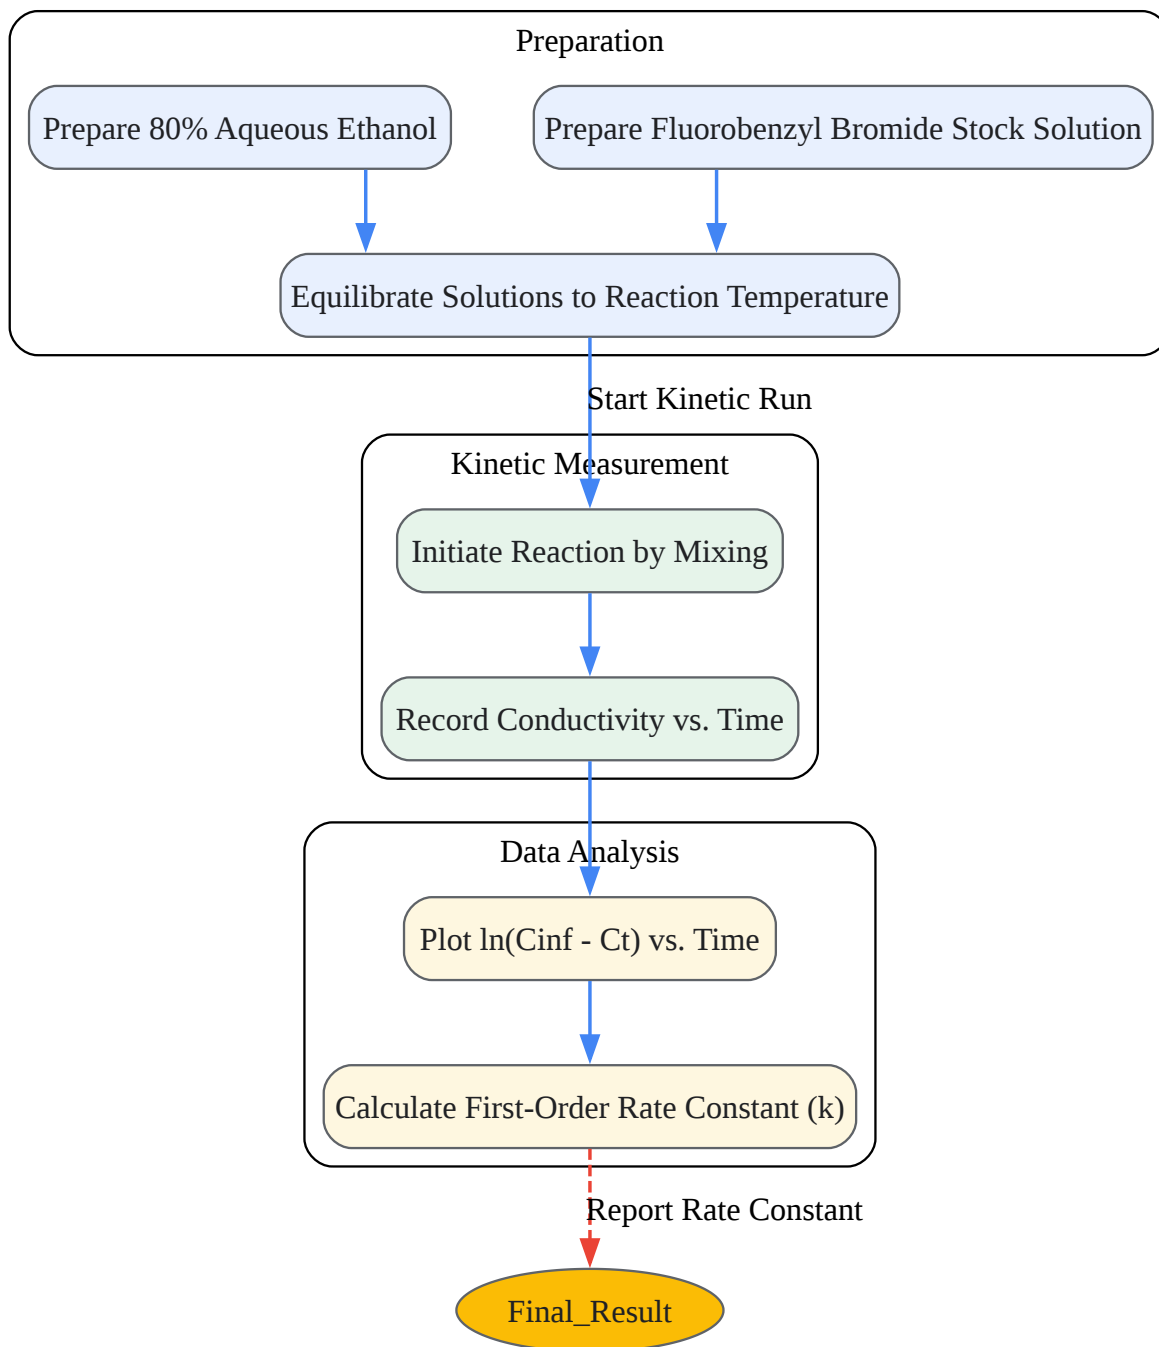 Preparation
Prepare 80% Aqueous Ethanol
Prepare Fluorobenzyl Bromide Stock Solution
Equilibrate Solutions to Reaction Temperature
Start Kinetic Run
Kinetic Measurement
Initiate Reaction by Mixing
Record Conductivity vs. Time
Data Analysis
Plot ln(Cinf - Ct) vs. Time
Calculate First-Order Rate Constant (k)
Report Rate Constant
Final_Result